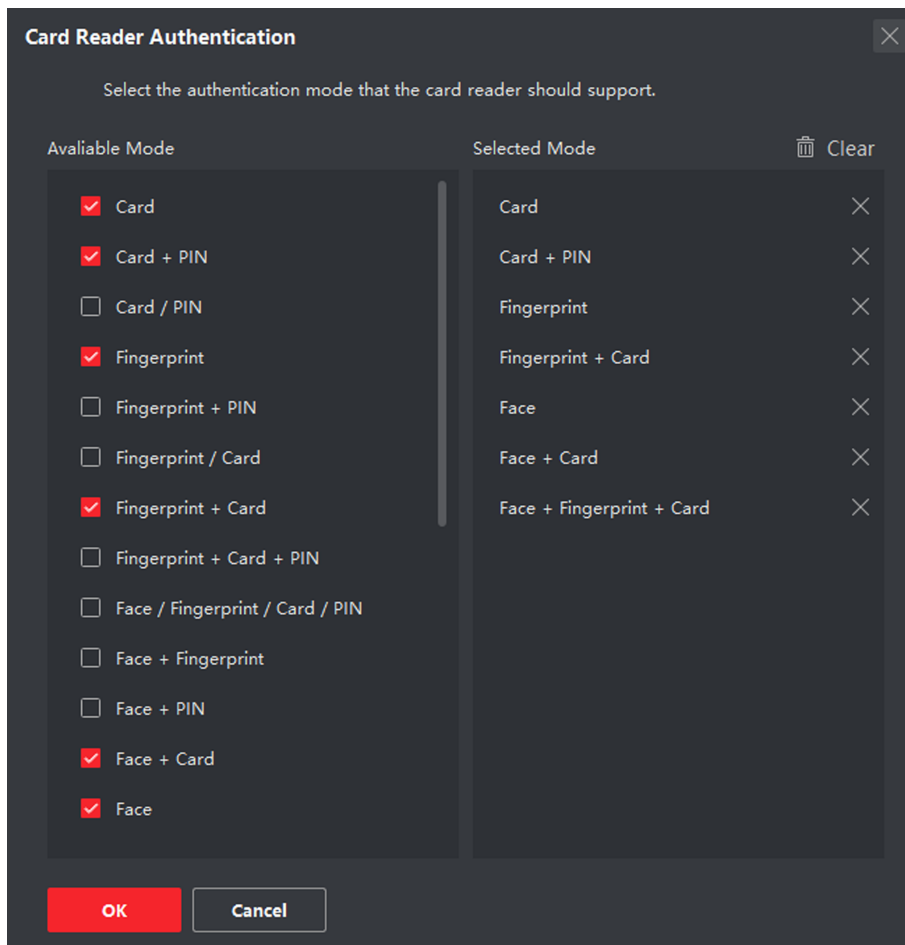 Card Reader Authentication
Select the authentication mode that the card reader should support.
Avaliable Mode
Card
Card + PIN
Card / PIN
Fingerprint
Fingerprint + PIN
Fingerprint / Card
Fingerprint + Card
Fingerprint + Card + PIN
Face / Fingerprint / Card / PIN
Face + Fingerprint
Face + PIN
Face + Card
Face
Selected Mode
Clear
Card
Card + PIN
Fingerprint
Fingerprint + Card
Face
Face + Card
Face + Fingerprint + Card
OK
Cancel